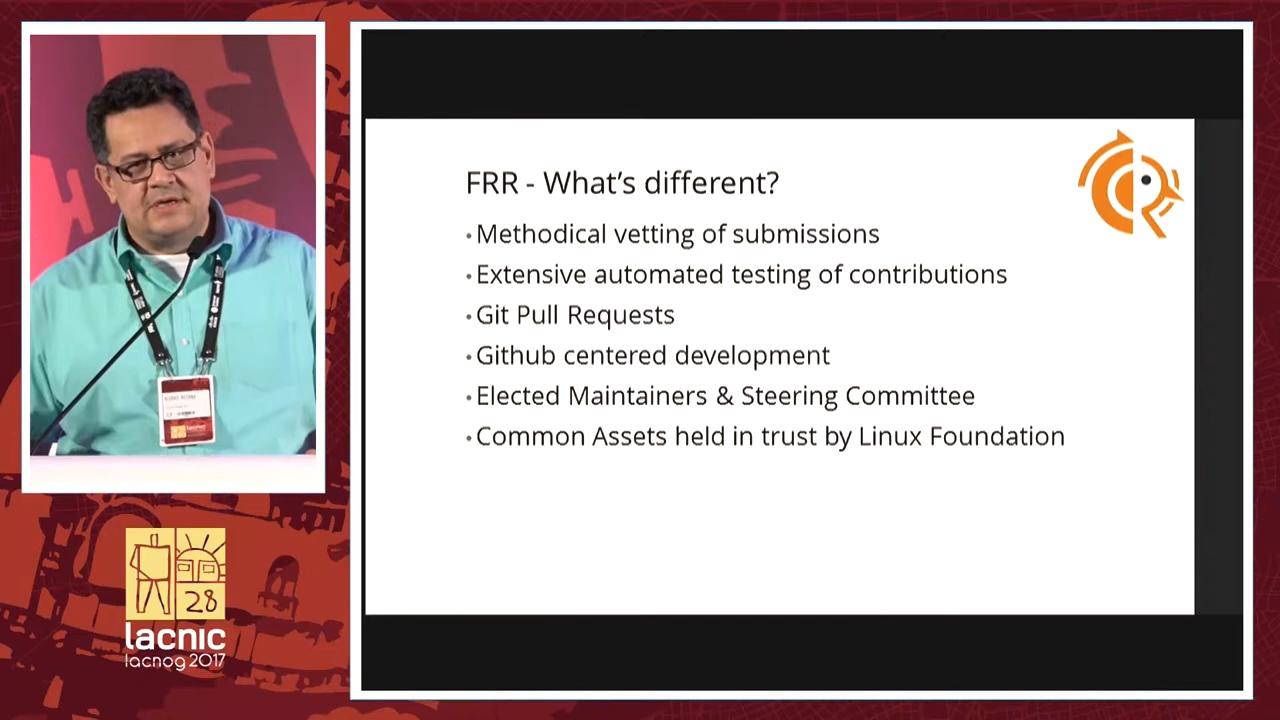 FRR - What's different?
• Methodical vetting of submissions
• Extensive automated testing of contributions
• Git Pull Requests
• Github centered development
• Elected Maintainers & Steering Committee
• Common Assets held in trust by Linux Foundation
lacnic
28
lacnic
lacnog 2017